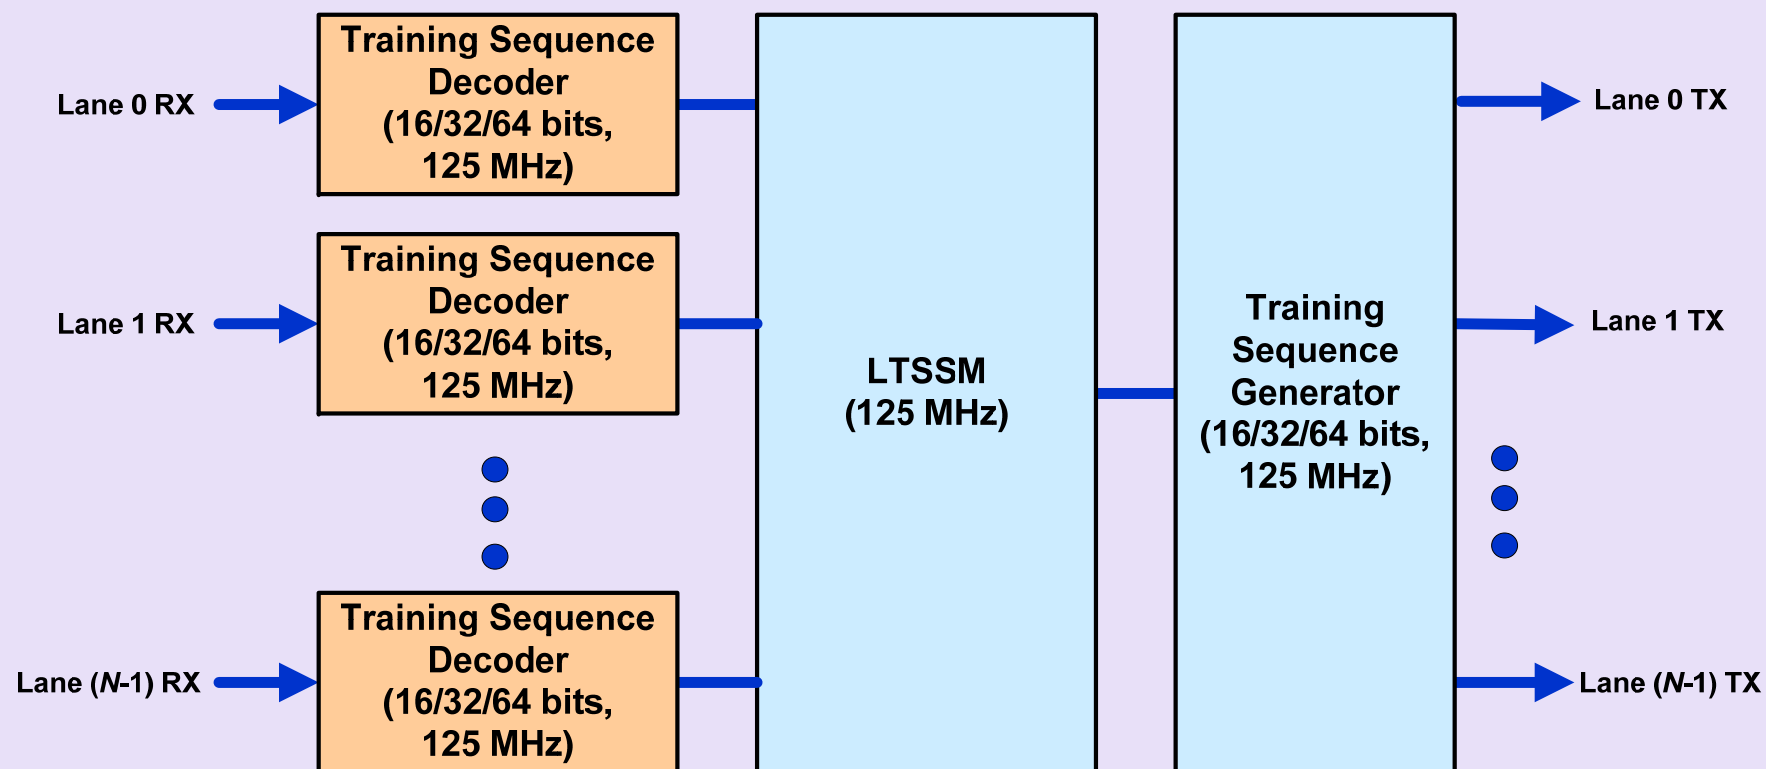 Lane 0 RX
Training Sequence
Decoder
(16/32/64 bits,
125 MHz)
Lane 1 RX
Training Sequence
Decoder
(16/32/64 bits,
125 MHz)
Lane (N-1) RX
Training Sequence
Decoder
(16/32/64 bits,
125 MHz)
LTSSM
(125 MHz)
Training
Sequence
Generator
(16/32/64 bits,
125 MHz)
Lane 0 TX
Lane 1 TX
Lane (N-1) TX